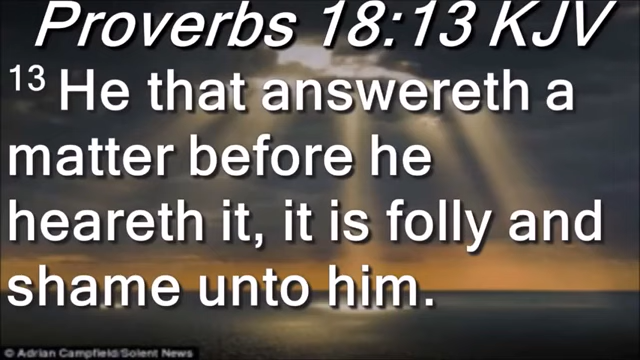 Proverbs 18:13 KJV
13 He that answereth a
matter before he
heareth it, it is folly and
shame unto him.
© Adrian Campfield/Solent News